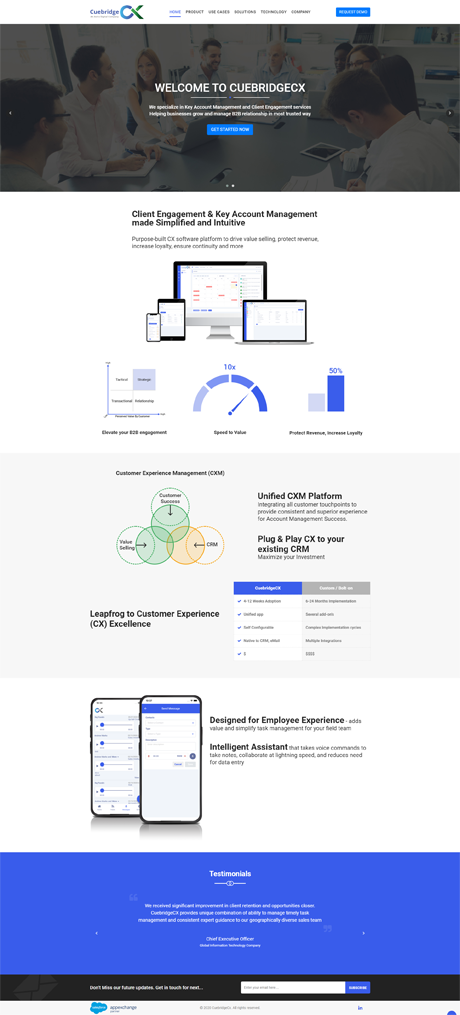 Cuebridge CX
HOME PRODUCT USE CASES SOLUTIONS TECHNOLOGY COMPANY
REQUEST DEMO
WELCOME TO CUEBRIDGECX
We specialize in Key Account Management and Client Engagement services
Helping businesses grow and manage B2B relationship in most trusted way
GET STARTED NOW
Client Engagement & Key Account Management
made Simplified and Intuitive
Purpose-built CX software platform to drive value selling, protect revenue,
increase loyalty, ensure continuity and more
Tactical Strategic
Transactional Relationship
Elevate your B2B engagement
10x
Speed to Value
50%
Protect Revenue, Increase Loyalty
Customer Experience Management (CXM)
Customer
Success
Value
Selling
CRM
Unified CXM Platform
Integrating all customer touchpoints to
provide consistent and superior experience
for Account Management Success.
Plug & Play CX to your
existing CRM
Maximize your Investment
Leapfrog to Customer Experience
(CX) Excellence
CuebridgeCX Custom / Bolt on
4-12 Weeks Adoption 6-24 Months Implementation
Unified app Several add-ons
Self Configurable Complex Implementation cycles
Native to CRM, eMail Multiple Integrations
$ $$$$
Designed for Employee Experience - adds
value and simplify task management for your field team
Intelligent Assistant that takes voice commands to
take notes, collaborate at lightning speed, and reduces need
for data entry
Testimonials
We received significant improvement in client retention and opportunities closer.
CuebridgeCX provides unique combination of ability to manage timely task
management and consistent expert guidance to our geographically diverse sales team
Chief Executive Officer
Global Information Technology Company
Don't Miss our future updates. Get in touch for next...
Enter your email here...
SUBSCRIBE
appexchange
© 2020 CuebridgeCX. All rights reserved.
in